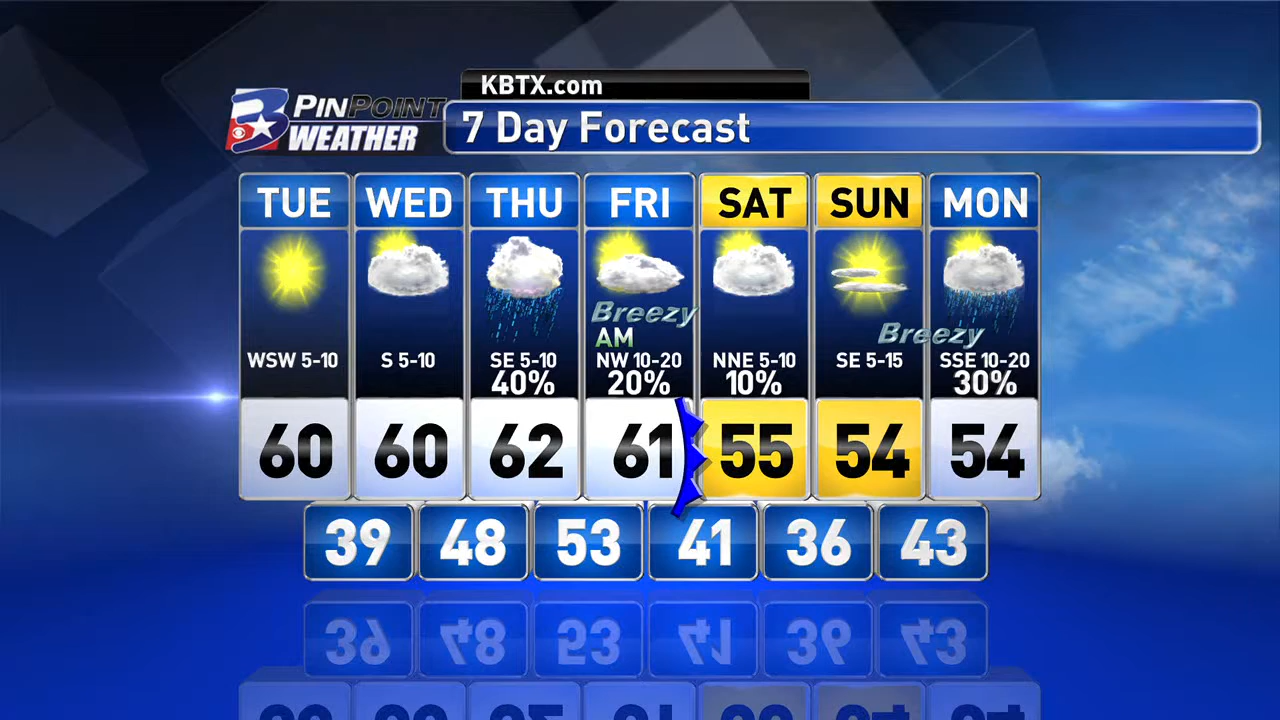 KBTX.com
3 PINPOINT
WEATHER
7 Day Forecast
TUE WED THU FRI SAT SUN MON
Breezy
AM
Breezy
WSW 5-10 S 5-10 SE 5-10 NW 10-20 NNE 5-10 SE 5-15 SSE 10-20
40% 20% 10% 30%
60 60 62 61 55 54 54
39 48 53 41 36 43